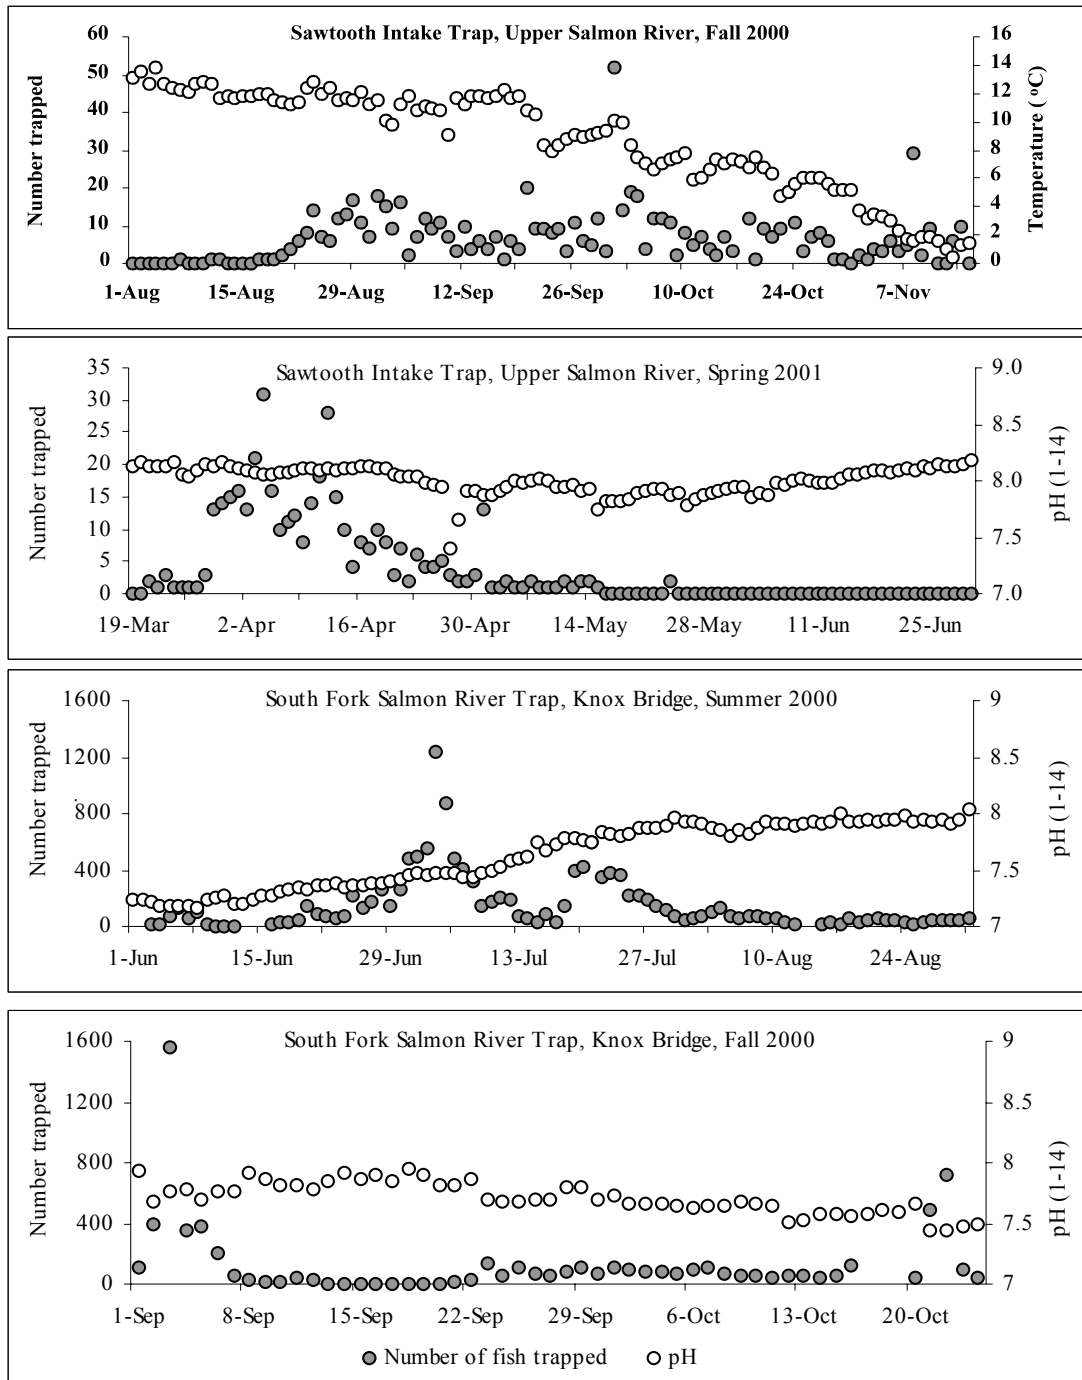 Sawtooth Intake Trap, Upper Salmon River, Fall 2000
Number trapped
60
50
40
30
20
10
0
16
14
12
10
8
6
4
2
0
Temperature ( °C)
1-Aug 15-Aug 29-Aug 12-Sep 26-Sep 10-Oct 24-Oct 7-Nov
Sawtooth Intake Trap, Upper Salmon River, Spring 2001
Number trapped
35
30
25
20
15
10
5
0
9.0
8.5
8.0
7.5
7.0
pH (1-14)
19-Mar 2-Apr 16-Apr 30-Apr 14-May 28-May 11-Jun 25-Jun
South Fork Salmon River Trap, Knox Bridge, Summer 2000
Number trapped
1600
1200
800
400
0
9
8.5
8
7.5
7
pH (1-14)
1-Jun 15-Jun 29-Jun 13-Jul 27-Jul 10-Aug 24-Aug
South Fork Salmon River Trap, Knox Bridge, Fall 2000
Number trapped
1600
1200
800
400
0
9
8.5
8
7.5
7
pH (1-14)
1-Sep 8-Sep 15-Sep 22-Sep 29-Sep 6-Oct 13-Oct 20-Oct
Number of fish trapped pH